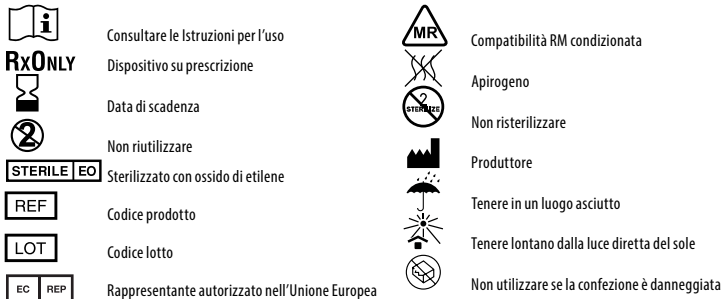 i
Consultare le Istruzioni per l'uso
RxONLY
Dispositivo su prescrizione
Data di scadenza
2
Non riutilizzare
STERILE EO
Sterilizzato con ossido di etilene
REF
Codice prodotto
LOT
Codice lotto
EC REP
Rappresentante autorizzato nell'Unione Europea
MR
Compatibilità RM condizionata
Apirogeno
2
STERILIZE
Non risterilizzare
Produttore
Tenere in un luogo asciutto
Tenere lontano dalla luce diretta del sole
Non utilizzare se la confezione è danneggiata